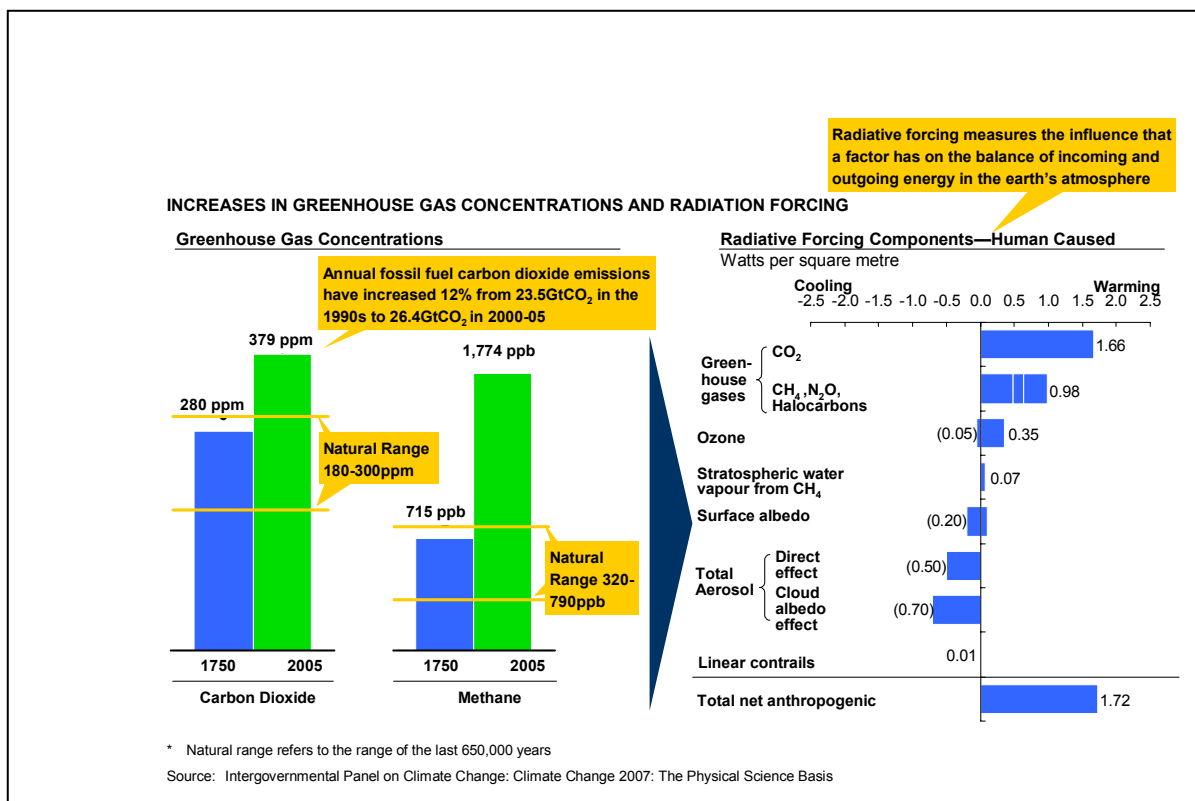 Radiative forcing measures the influence that
a factor has on the balance of incoming and
outgoing energy in the earth's atmosphere
INCREASES IN GREENHOUSE GAS CONCENTRATIONS AND RADIATION FORCING
Greenhouse Gas Concentrations
Annual fossil fuel carbon dioxide emissions
have increased 12% from 23.5GtCO₂ in the
1990s to 26.4GtCO₂ in 2000-05
379 ppm
1,774 ppb
280 ppm
Natural Range
180-300ppm
715 ppb
Natural
Range 320-
790ppb
1750 2005
1750 2005
Carbon Dioxide
Methane
Radiative Forcing Components—Human Caused
Watts per square metre
Cooling Warming
-2.5 -2.0 -1.5 -1.0 -0.5 0.0 0.5 1.0 1.5 2.0 2.5
Green-
house
gases
CO₂
1.66
CH₄ ,N₂O,
Halocarbons
0.98
Ozone
(0.05) 0.35
Stratospheric water
vapour from CH₄
0.07
Surface albedo
(0.20)
Total
Aerosol
Direct
effect
(0.50)
Cloud
albedo
effect
(0.70)
Linear contrails
0.01
Total net anthropogenic
1.72
* Natural range refers to the range of the last 650,000 years
Source: Intergovernmental Panel on Climate Change: Climate Change 2007: The Physical Science Basis